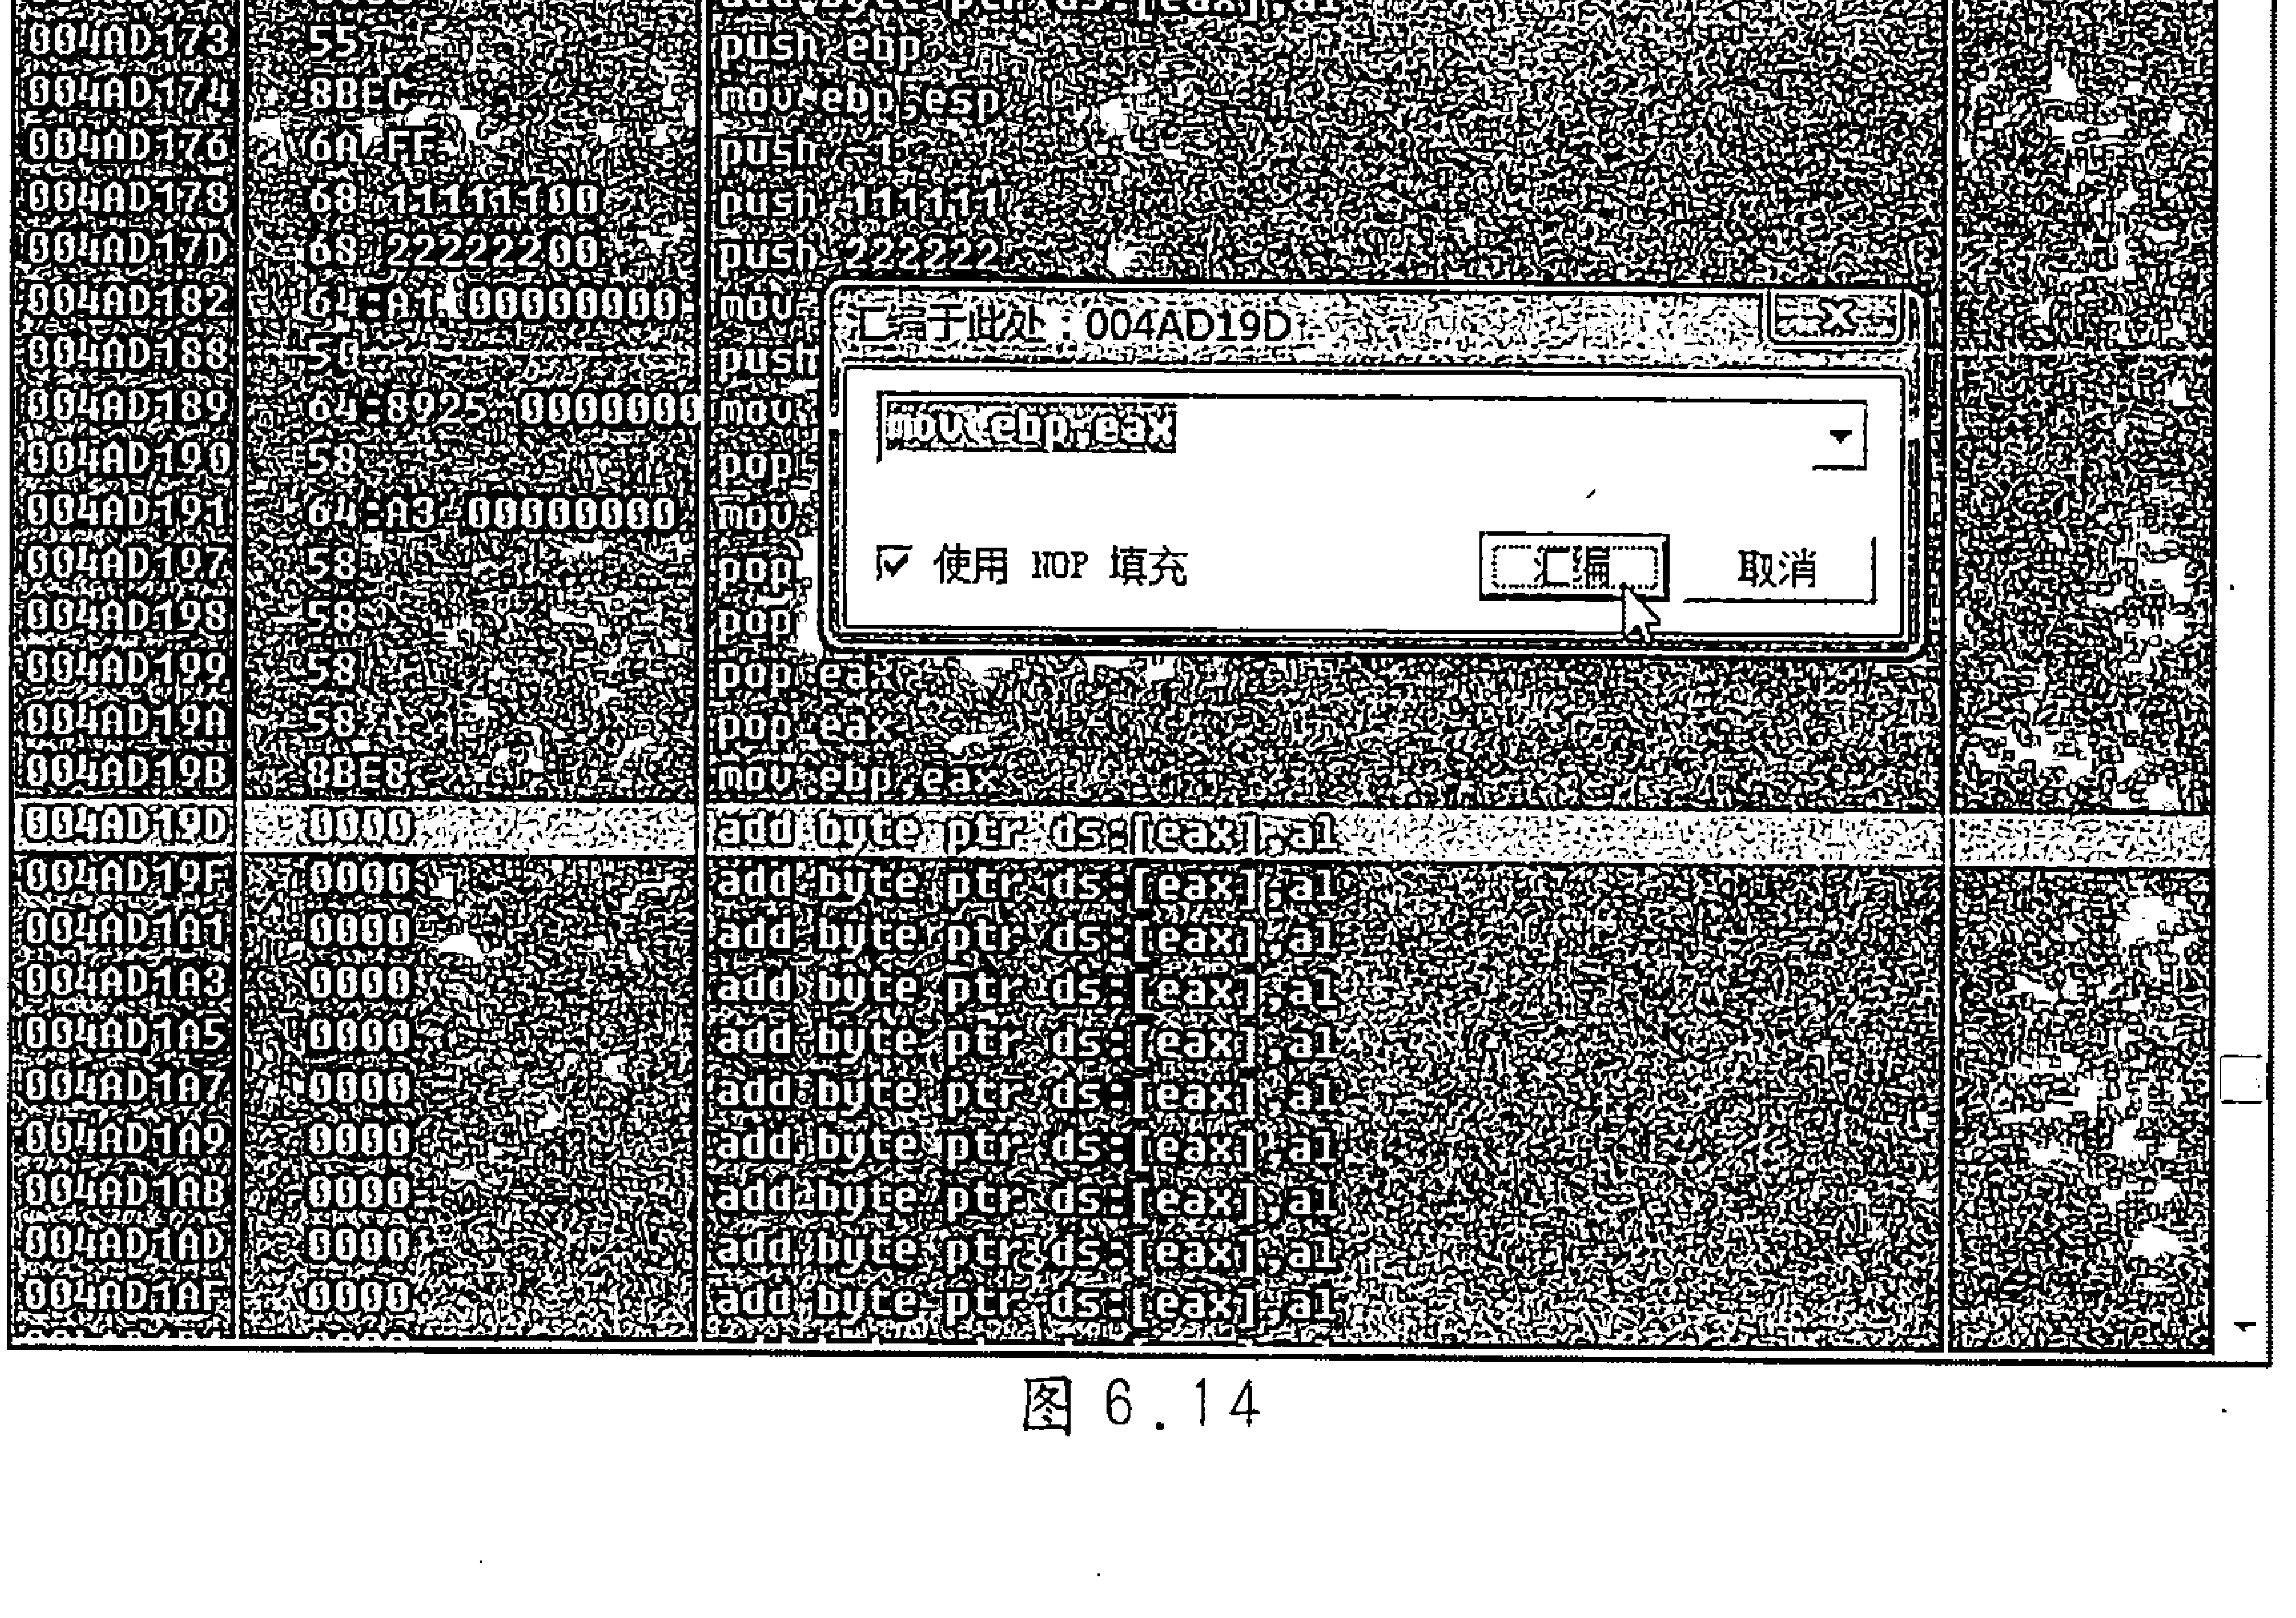 004AD173 55 push ebp
004AD174 8BEC mov ebp,esp
004AD176 6A FF push -1
004AD178 68 11111100 push 111111
004AD17D 68 22222200 push 222222
004AD182 64:A1 00000000 mov
004AD188 50 push
004AD189 64:8925 0000000 mov
004AD190 58 pop
004AD191 64:A3 00000000 mov
004AD197 58 pop
004AD198 58 pop
004AD199 58 pop eax
004AD19A 58 pop eax
004AD19B 8BE8 mov ebp,eax
004AD19D 0000 add byte ptr ds:[eax],al
004AD19F 0000 add byte ptr ds:[eax],al
004AD1A1 0000 add byte ptr ds:[eax],al
004AD1A3 0000 add byte ptr ds:[eax],al
004AD1A5 0000 add byte ptr ds:[eax],al
004AD1A7 0000 add byte ptr ds:[eax],al
004AD1A9 0000 add byte ptr ds:[eax],al
004AD1AB 0000 add byte ptr ds:[eax],al
004AD1AD 0000 add byte ptr ds:[eax],al
004AD1AF 0000 add byte ptr ds:[eax],al
汇编于此处:004AD19D
mov ebp,eax
使用 NOP 填充
汇编 取消
图 6.14